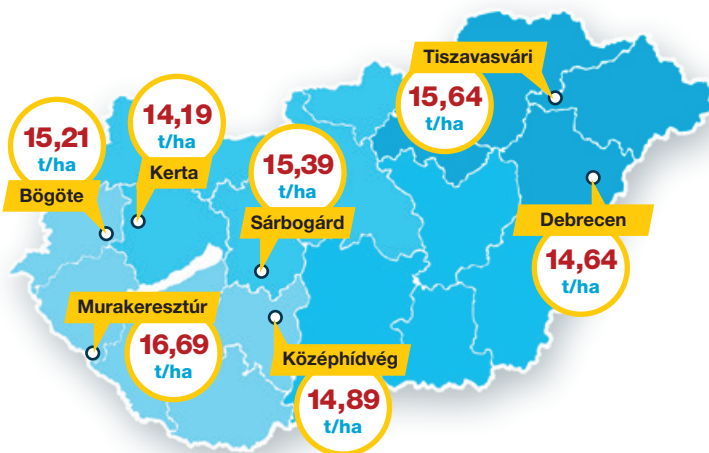 Tiszavasvári
15,64
t/ha
14,19
t/ha
Kerta
15,21
t/ha
Bögöte
15,39
t/ha
Sárbogárd
Debrecen
14,64
t/ha
Murakeresztúr
16,69
t/ha
Középhídvég
14,89
t/ha